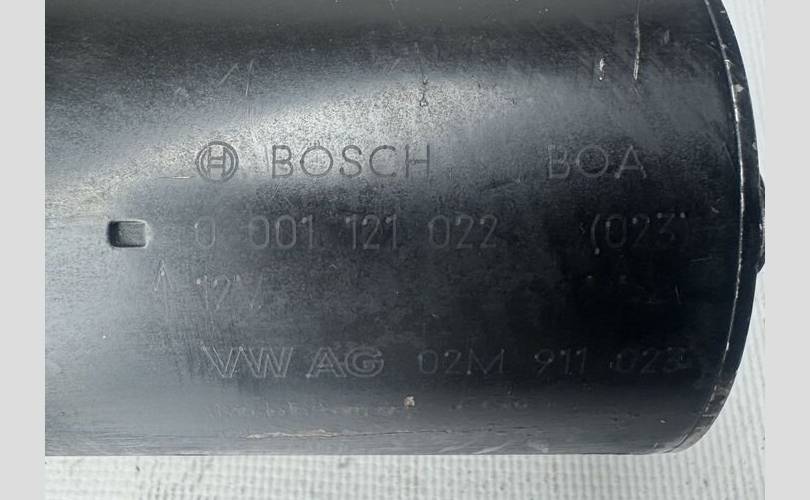 BOSCH BOA
0 001 121 022 (023)
12V
VW AG 02M 911 023